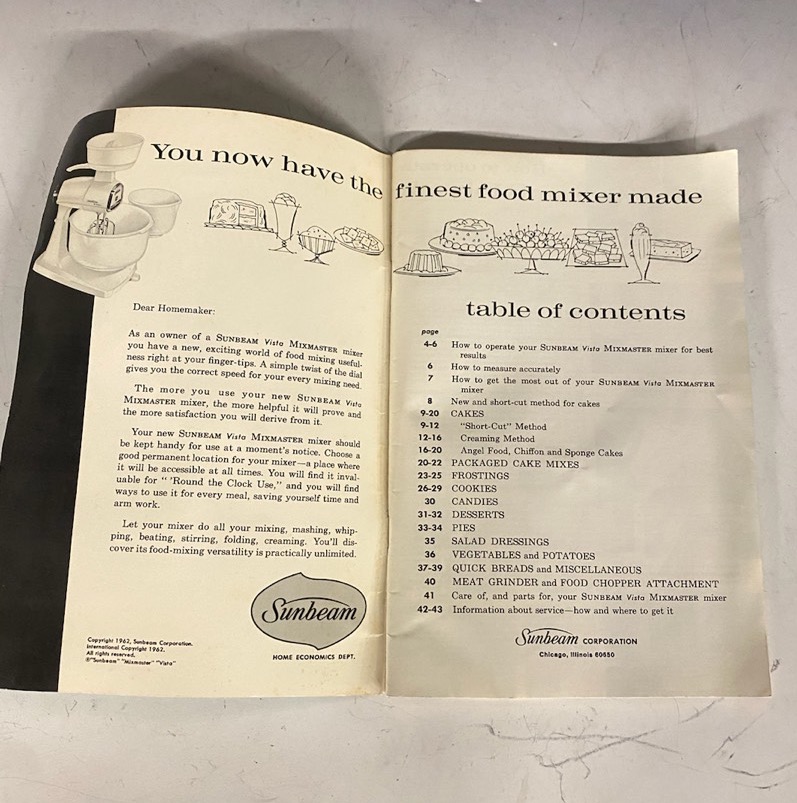 You now have the finest food mixer made
Dear Homemaker:
As an owner of a SUNBEAM Vista MIXMASTER mixer
you have a new, exciting world of food mixing useful-
ness right at your finger-tips. A simple twist of the dial
gives you the correct speed for your every mixing need.
The more you use your new SUNBEAM Vista
MIXMASTER mixer, the more helpful it will prove and
the more satisfaction you will derive from it.
Your new SUNBEAM Vista MIXMASTER mixer should
be kept handy for use at a moment's notice. Choose a
good permanent location for your mixer—a place where
it will be accessible at all times. You will find it inval-
uable for "'Round the Clock Use," and you will find
ways to use it for every meal, saving yourself time and
arm work.
Let your mixer do all your mixing, mashing, whip-
ping, beating, stirring, folding, creaming. You'll dis-
cover its food-mixing versatility is practically unlimited.
Sunbeam
HOME ECONOMICS DEPT.
Copyright 1962, Sunbeam Corporation.
International Copyright 1962.
All rights reserved.
®"Sunbeam" "Mixmaster" "Vista"
table of contents
page
4-6 How to operate your SUNBEAM Vista MIXMASTER mixer for best
results
6 How to measure accurately
7 How to get the most out of your SUNBEAM Vista MIXMASTER
mixer
8 New and short-cut method for cakes
9-20 CAKES
9-12 "Short-Cut" Method
12-16 Creaming Method
16-20 Angel Food, Chiffon and Sponge Cakes
20-22 PACKAGED CAKE MIXES
23-25 FROSTINGS
26-29 COOKIES
30 CANDIES
31-32 DESSERTS
33-34 PIES
35 SALAD DRESSINGS
36 VEGETABLES and POTATOES
37-39 QUICK BREADS and MISCELLANEOUS
40 MEAT GRINDER and FOOD CHOPPER ATTACHMENT
41 Care of, and parts for, your SUNBEAM Vista MIXMASTER mixer
42-43 Information about service—how and where to get it
Sunbeam CORPORATION
Chicago, Illinois 60650